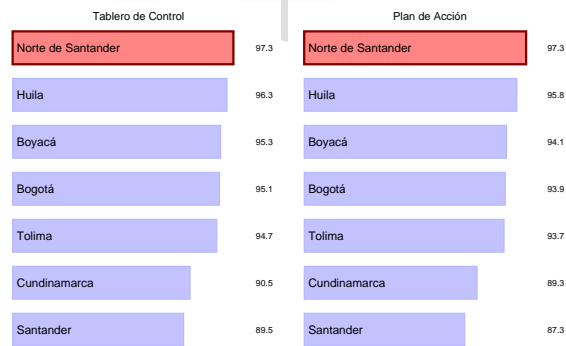 Tablero de Control
Norte de Santander 97.3
Huila 96.3
Boyacá 95.3
Bogotá 95.1
Tolima 94.7
Cundinamarca 90.5
Santander 89.5
Plan de Acción
Norte de Santander 97.3
Huila 95.8
Boyacá 94.1
Bogotá 93.9
Tolima 93.7
Cundinamarca 89.3
Santander 87.3